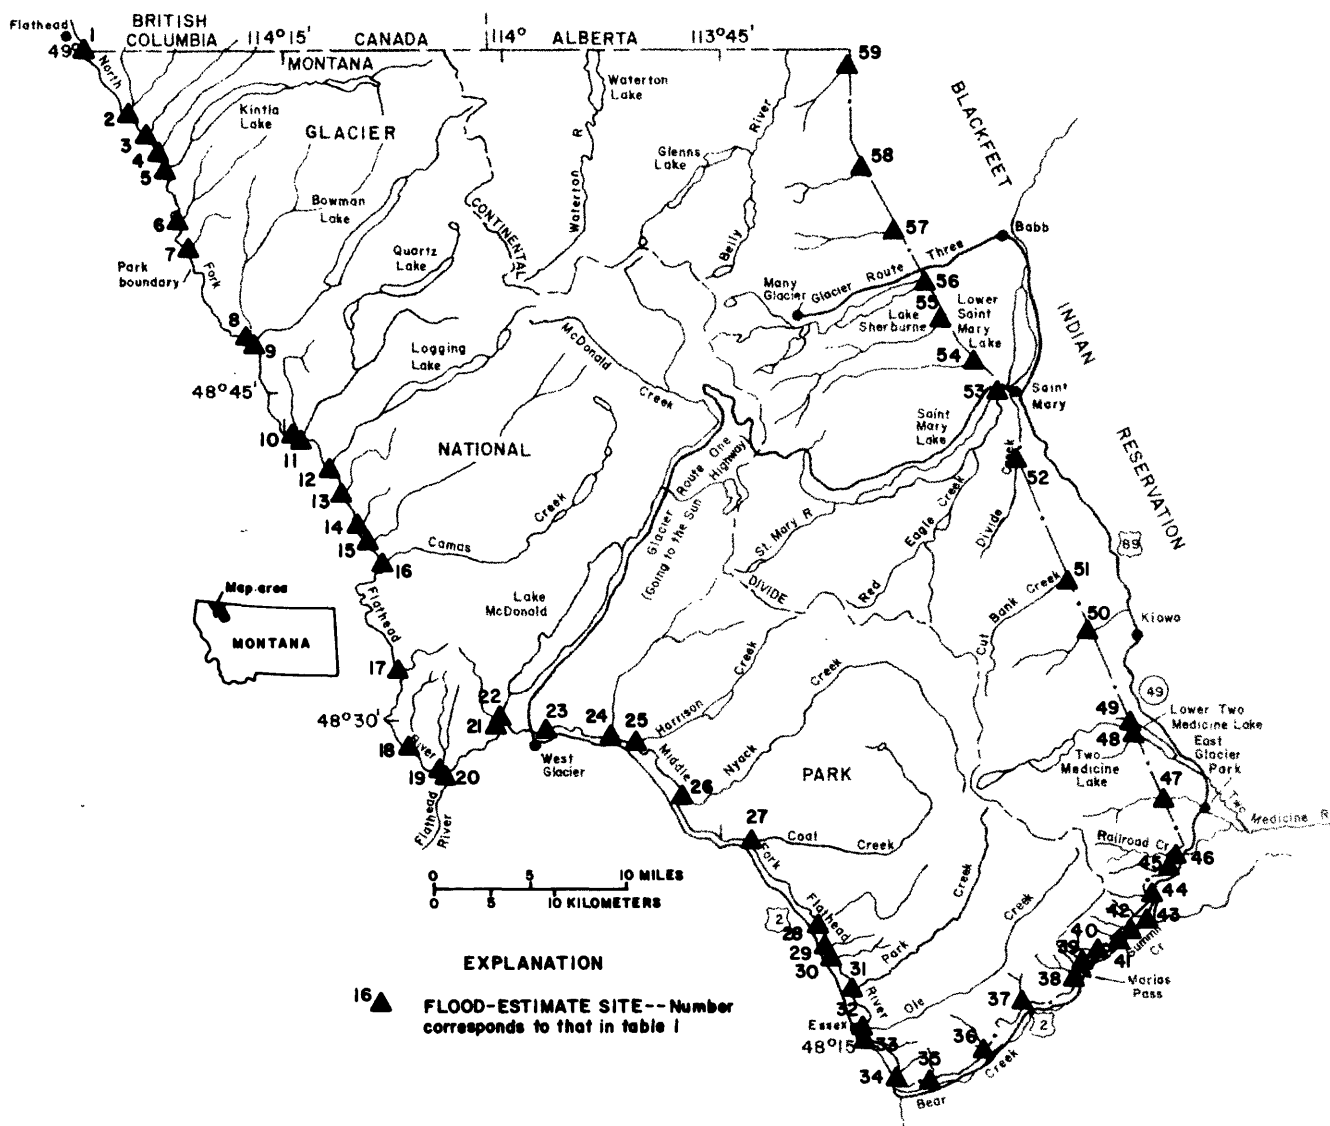 Flathead
49°
1
BRITISH
COLUMBIA
114°15'
CANADA
114°
ALBERTA
113°45'
59
MONTANA
North
Waterton
Lake
BLACKFEET
2
Kintla
Lake
GLACIER
3
4
5
River
Glenns
Lake
58
Bowman
Lake
CONTINENTAL
Waterton R
6
7
Park
boundary
Fork
Quartz
Lake
Belly
57
Babb
Many
Glacier
Glacier Route Three
56
55
Lake
Sherburne
Lower
Saint
Mary
Lake
INDIAN
8
9
McDonald
Creek
Logging
Lake
54
48°45'
53
Saint
Mary
Saint
Mary
Lake
10
11
NATIONAL
RESERVATION
12
13
Glacier Route One
(Going to the Sun Highway)
Creek
52
14
15
Camas
Creek
16
St. Mary R
Eagle Creek
Red
Divide
89
Map area
MONTANA
Flathead
Lake
McDonald
DIVIDE
Cut Bank Creek
51
50
Kiowa
17
48°30'
22
21
23
24
25
Harrison
Creek
Nyack
Creek
49
49
48
Lower Two
Medicine Lake
East
Glacier
Park
18
River
19
20
West
Glacier
Middle
26
PARK
Two
Medicine
Lake
47
Two Medicine R
Flathead
River
27
Coal
Creek
Fork
Railroad Cr
46
45
0 5 10 MILES
0 5 10 KILOMETERS
Creek
Creek
44
43
42
2
Flathead
28
29
30
Park
40
39
41
Summit
Cr
EXPLANATION
31
River
38
Marias
Pass
16
FLOOD-ESTIMATE SITE--Number
corresponds to that in table 1
32
Ole
37
2
Essex
48°15'
33
36
34
35
Creek
Bear